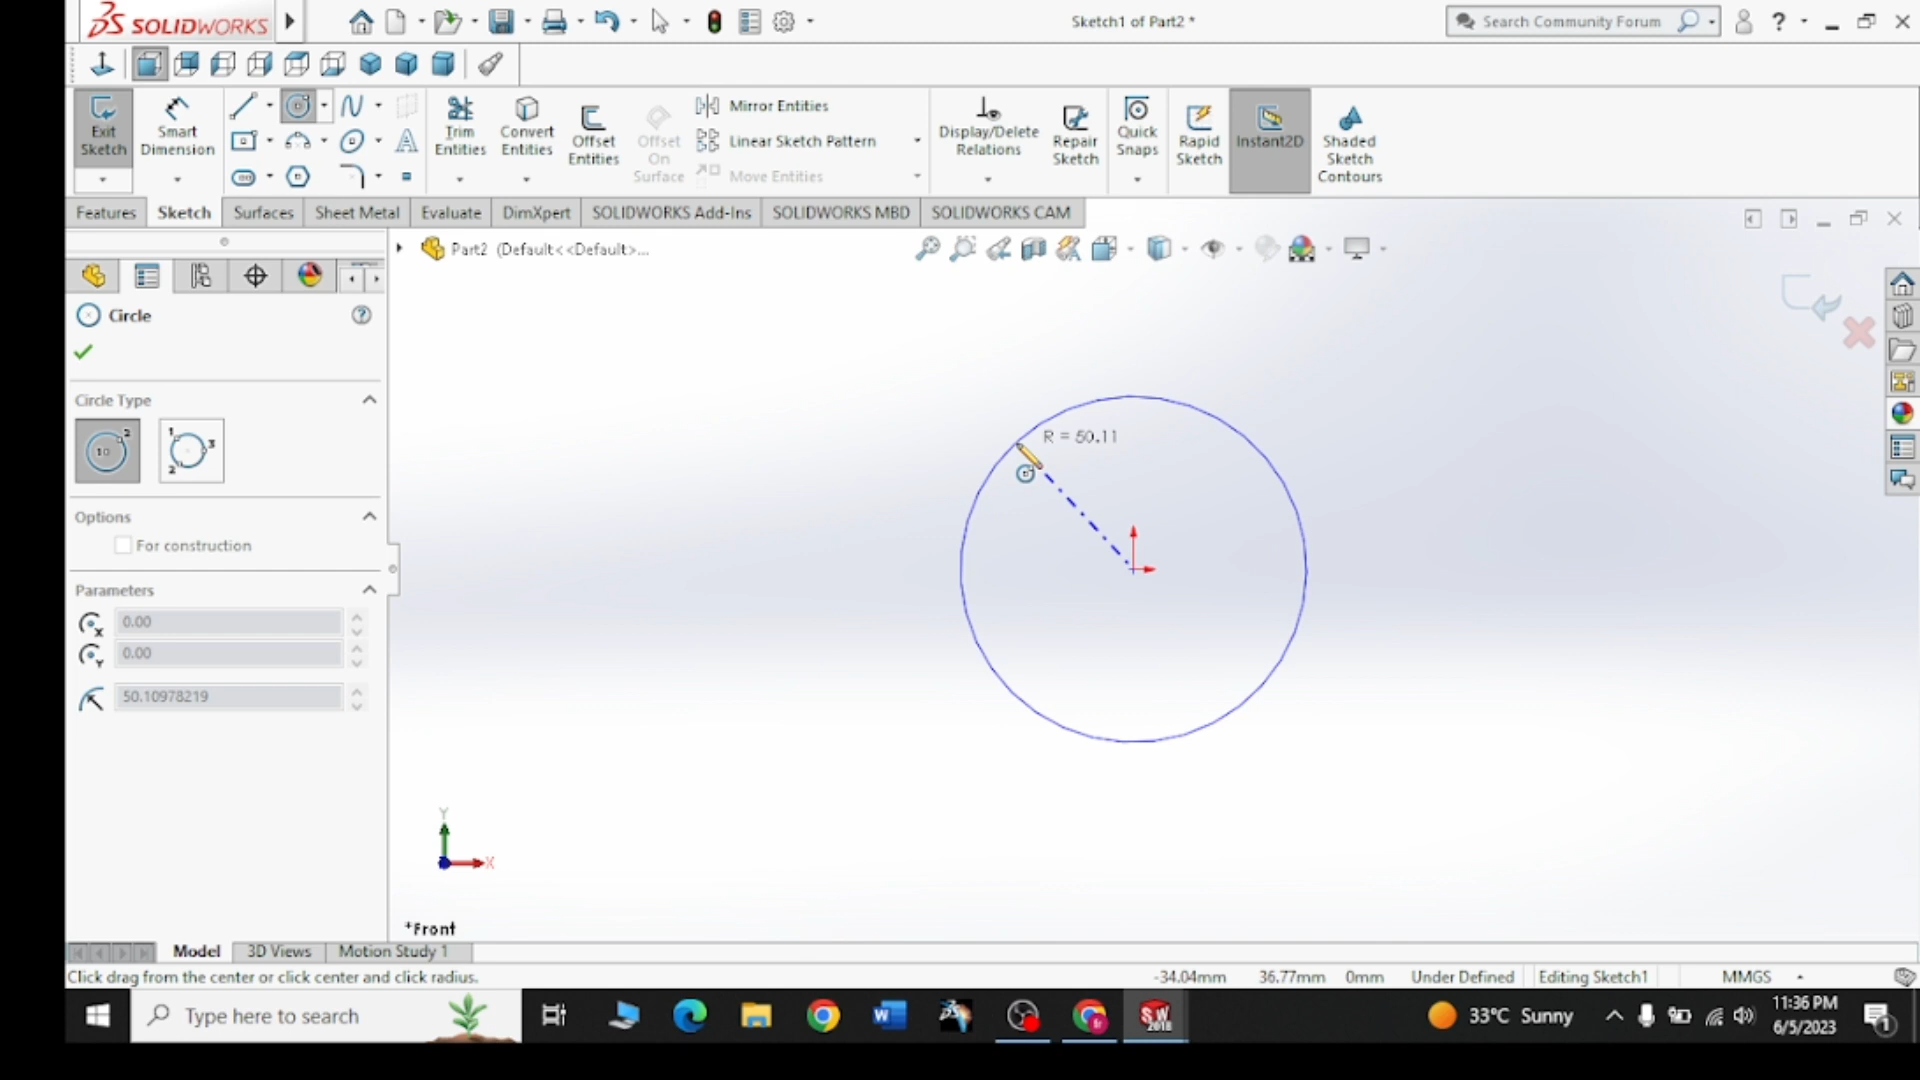 SOLIDWORKS
Sketch1 of Part2 *
Search Community Forum
?
Exit Sketch
Smart Dimension
Trim Entities
Convert Entities
Offset Entities
Offset On Surface
Mirror Entities
Linear Sketch Pattern
Move Entities
Display/Delete Relations
Repair Sketch
Quick Snaps
Rapid Sketch
Instant2D
Shaded Sketch Contours
Features
Sketch
Surfaces
Sheet Metal
Evaluate
DimXpert
SOLIDWORKS Add-Ins
SOLIDWORKS MBD
SOLIDWORKS CAM
Part2 (Default<<Default>...
Circle
Circle Type
Options
For construction
Parameters
0.00
0.00
50.10978219
R = 50.11
Y
X
*Front
Model
3D Views
Motion Study 1
Click drag from the center or click center and click radius.
-34.04mm
36.77mm
0mm
Under Defined
Editing Sketch1
MMGS
Type here to search
33°C Sunny
11:36 PM
6/5/2023